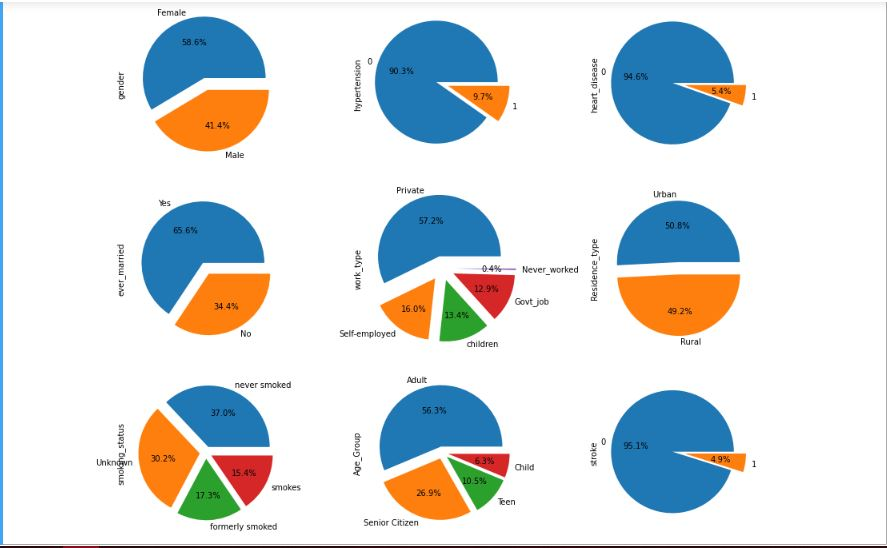 gender
Female
58.6%
41.4%
Male
hypertension
0
90.3%
9.7%
1
heart_disease
0
94.6%
5.4%
1
ever_married
Yes
65.6%
34.4%
No
work_type
Private
57.2%
0.4%
Never_worked
12.9%
Govt_job
16.0%
13.4%
Self-employed
children
Residence_type
Urban
50.8%
49.2%
Rural
smoking_status
never smoked
37.0%
Unknown
30.2%
15.4%
smokes
17.3%
formerly smoked
Age_Group
Adult
56.3%
6.3%
Child
10.5%
Teen
26.9%
Senior Citizen
stroke
0
95.1%
4.9%
1